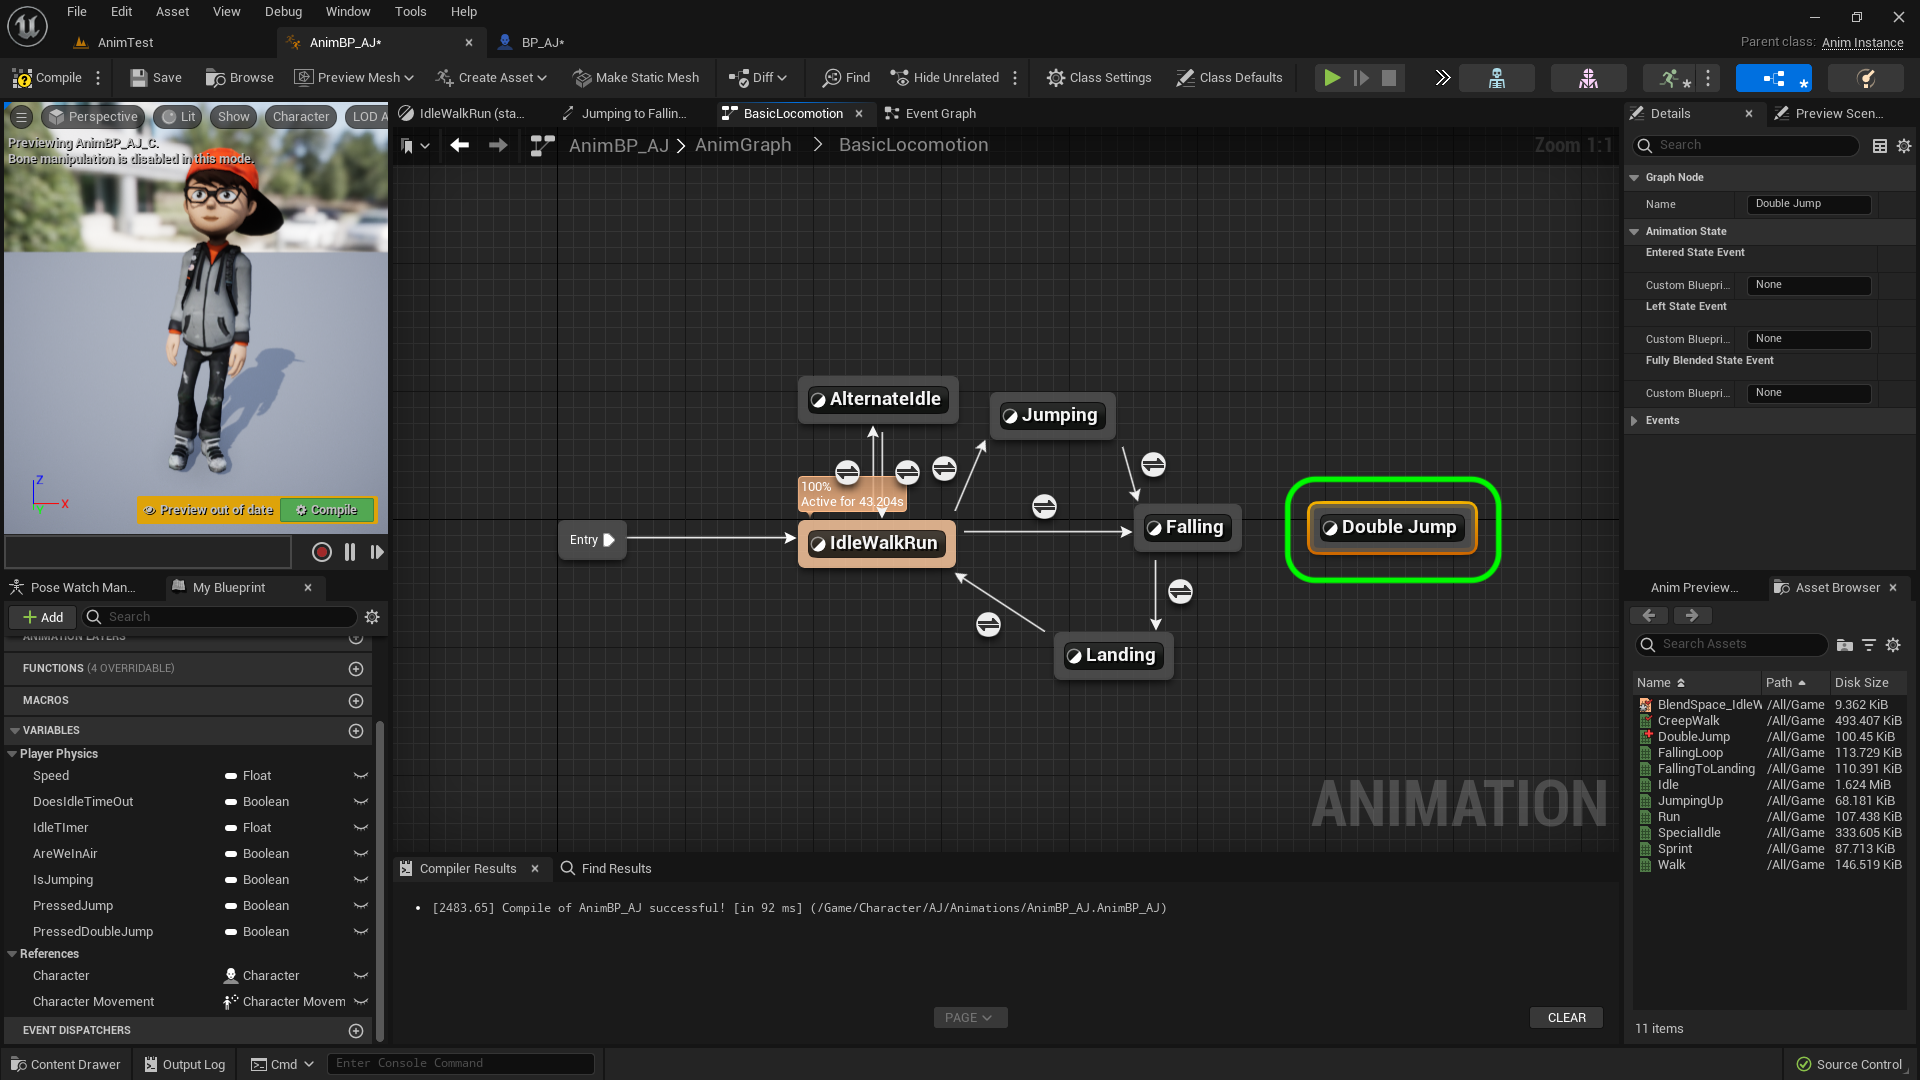 File Edit Asset View Debug Window Tools Help
AnimTest
AnimBP_AJ*
BP_AJ*
Parent class: Anim Instance
Compile
Save
Browse
Preview Mesh
Create Asset
Make Static Mesh
Diff
Find
Hide Unrelated
Class Settings
Class Defaults
Perspective
Lit
Show
Character
LOD A
Previewing AnimBP_AJ_C.
Bone manipulation is disabled in this mode.
Z
X
Y
Preview out of date
Compile
IdleWalkRun (sta...
Jumping to Fallin...
BasicLocomotion
Event Graph
AnimBP_AJ > AnimGraph > BasicLocomotion
Zoom 1:1
AlternateIdle
Jumping
100%
Active for 43.204s
Entry
IdleWalkRun
Falling
Double Jump
Landing
ANIMATION
Pose Watch Man...
My Blueprint
Add
Search
ANIMATION LAYERS
FUNCTIONS (4 OVERRIDABLE)
MACROS
VARIABLES
Player Physics
Speed Float
DoesIdleTimeOut Boolean
IdleTImer Float
AreWeInAir Boolean
IsJumping Boolean
PressedJump Boolean
PressedDoubleJump Boolean
References
Character Character
Character Movement Character Movem
EVENT DISPATCHERS
Compiler Results
Find Results
[2483.65] Compile of AnimBP_AJ successful! [in 92 ms] (/Game/Character/AJ/Animations/AnimBP_AJ.AnimBP_AJ)
PAGE
CLEAR
Details
Preview Scen...
Search
Graph Node
Name Double Jump
Animation State
Entered State Event
Custom Bluepri... None
Left State Event
Custom Bluepri... None
Fully Blended State Event
Custom Bluepri... None
Events
Anim Preview...
Asset Browser
Search Assets
Name Path Disk Size
BlendSpace_IdleW /All/Game 9.362 KiB
CreepWalk /All/Game 493.407 KiB
DoubleJump /All/Game 100.45 KiB
FallingLoop /All/Game 113.729 KiB
FallingToLanding /All/Game 110.391 KiB
Idle /All/Game 1.624 MiB
JumpingUp /All/Game 68.181 KiB
Run /All/Game 107.438 KiB
SpecialIdle /All/Game 333.605 KiB
Sprint /All/Game 87.713 KiB
Walk /All/Game 146.519 KiB
11 items
Content Drawer
Output Log
Cmd
Enter Console Command
Source Control